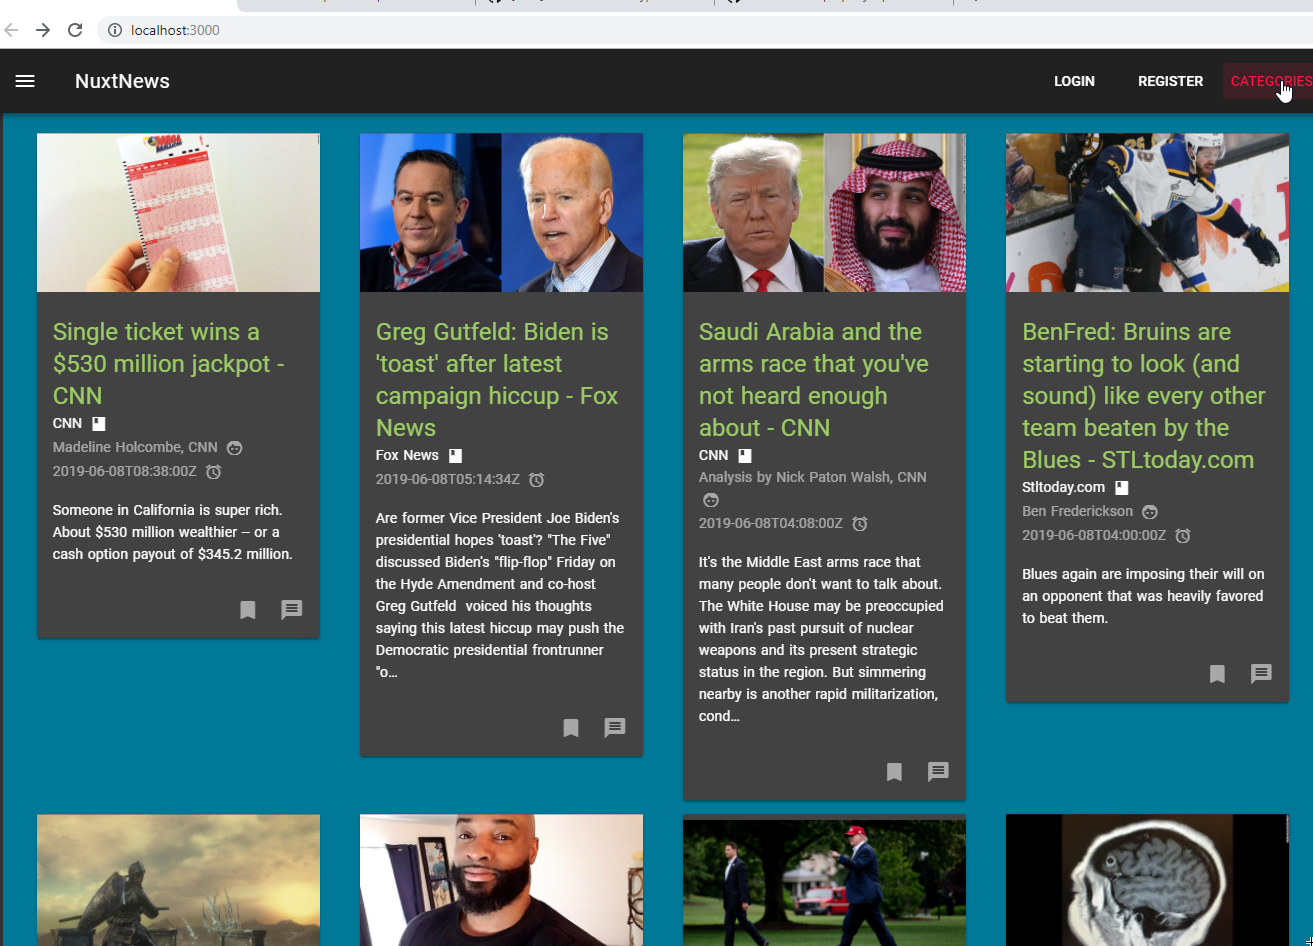 localhost:3000
NuxtNews
LOGIN
REGISTER
CATEGORIES
MEGA
Single ticket wins a
$530 million jackpot -
CNN
CNN
Madeline Holcombe, CNN
2019-06-08T08:38:00Z
Someone in California is super rich.
About $530 million wealthier – or a
cash option payout of $345.2 million.
Greg Gutfeld: Biden is
'toast' after latest
campaign hiccup - Fox
News
Fox News
2019-06-08T05:14:34Z
Are former Vice President Joe Biden's
presidential hopes 'toast'? "The Five"
discussed Biden's "flip-flop" Friday on
the Hyde Amendment and co-host
Greg Gutfeld  voiced his thoughts
saying this latest hiccup may push the
Democratic presidential frontrunner
"o…
Saudi Arabia and the
arms race that you've
not heard enough
about - CNN
CNN
Analysis by Nick Paton Walsh, CNN
2019-06-08T04:08:00Z
It's the Middle East arms race that
many people don't want to talk about.
The White House may be preoccupied
with Iran's past pursuit of nuclear
weapons and its present strategic
status in the region. But simmering
nearby is another rapid militarization,
cond…
BenFred: Bruins are
starting to look (and
sound) like every other
team beaten by the
Blues - STLtoday.com
Stltoday.com
Ben Frederickson
2019-06-08T04:00:00Z
Blues again are imposing their will on
an opponent that was heavily favored
to beat them.